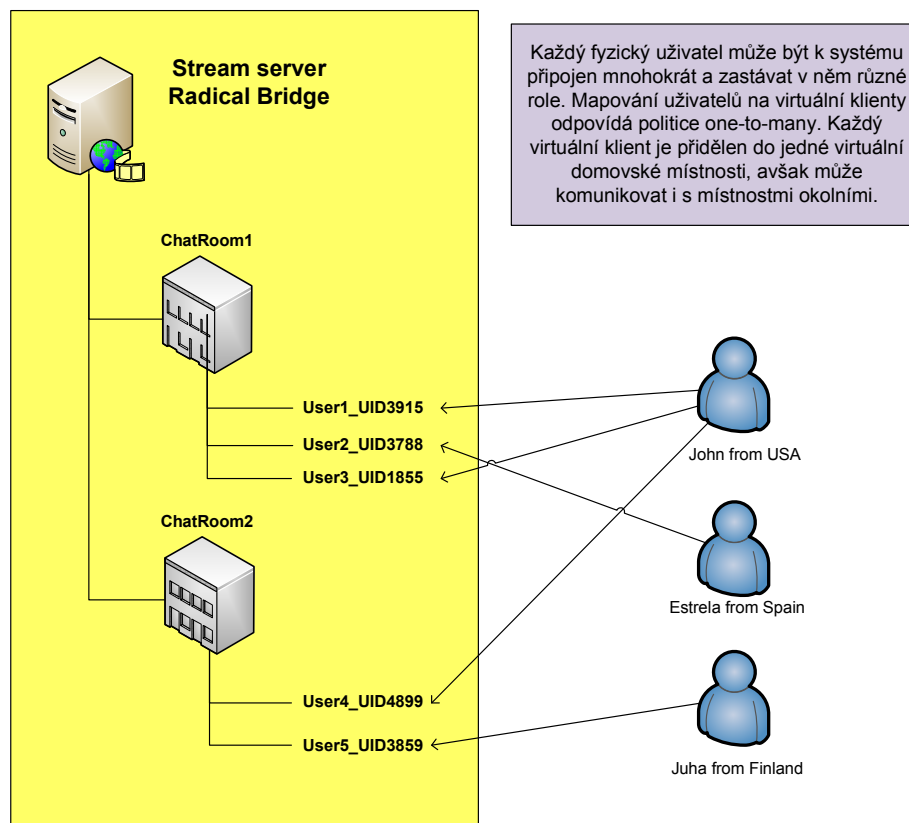 Stream server
Radical Bridge
Každý fyzický uživatel může být k systému
připojen mnohokrát a zastávat v něm různé
role. Mapování uživatelů na virtuální klienty
odpovídá politice one-to-many. Každý
virtuální klient je přidělen do jedné virtuální
domovské místnosti, avšak může
komunikovat i s místnostmi okolními.
ChatRoom1
User1_UID3915
User2_UID3788
User3_UID1855
John from USA
ChatRoom2
Estrela from Spain
User4_UID4899
User5_UID3859
Juha from Finland